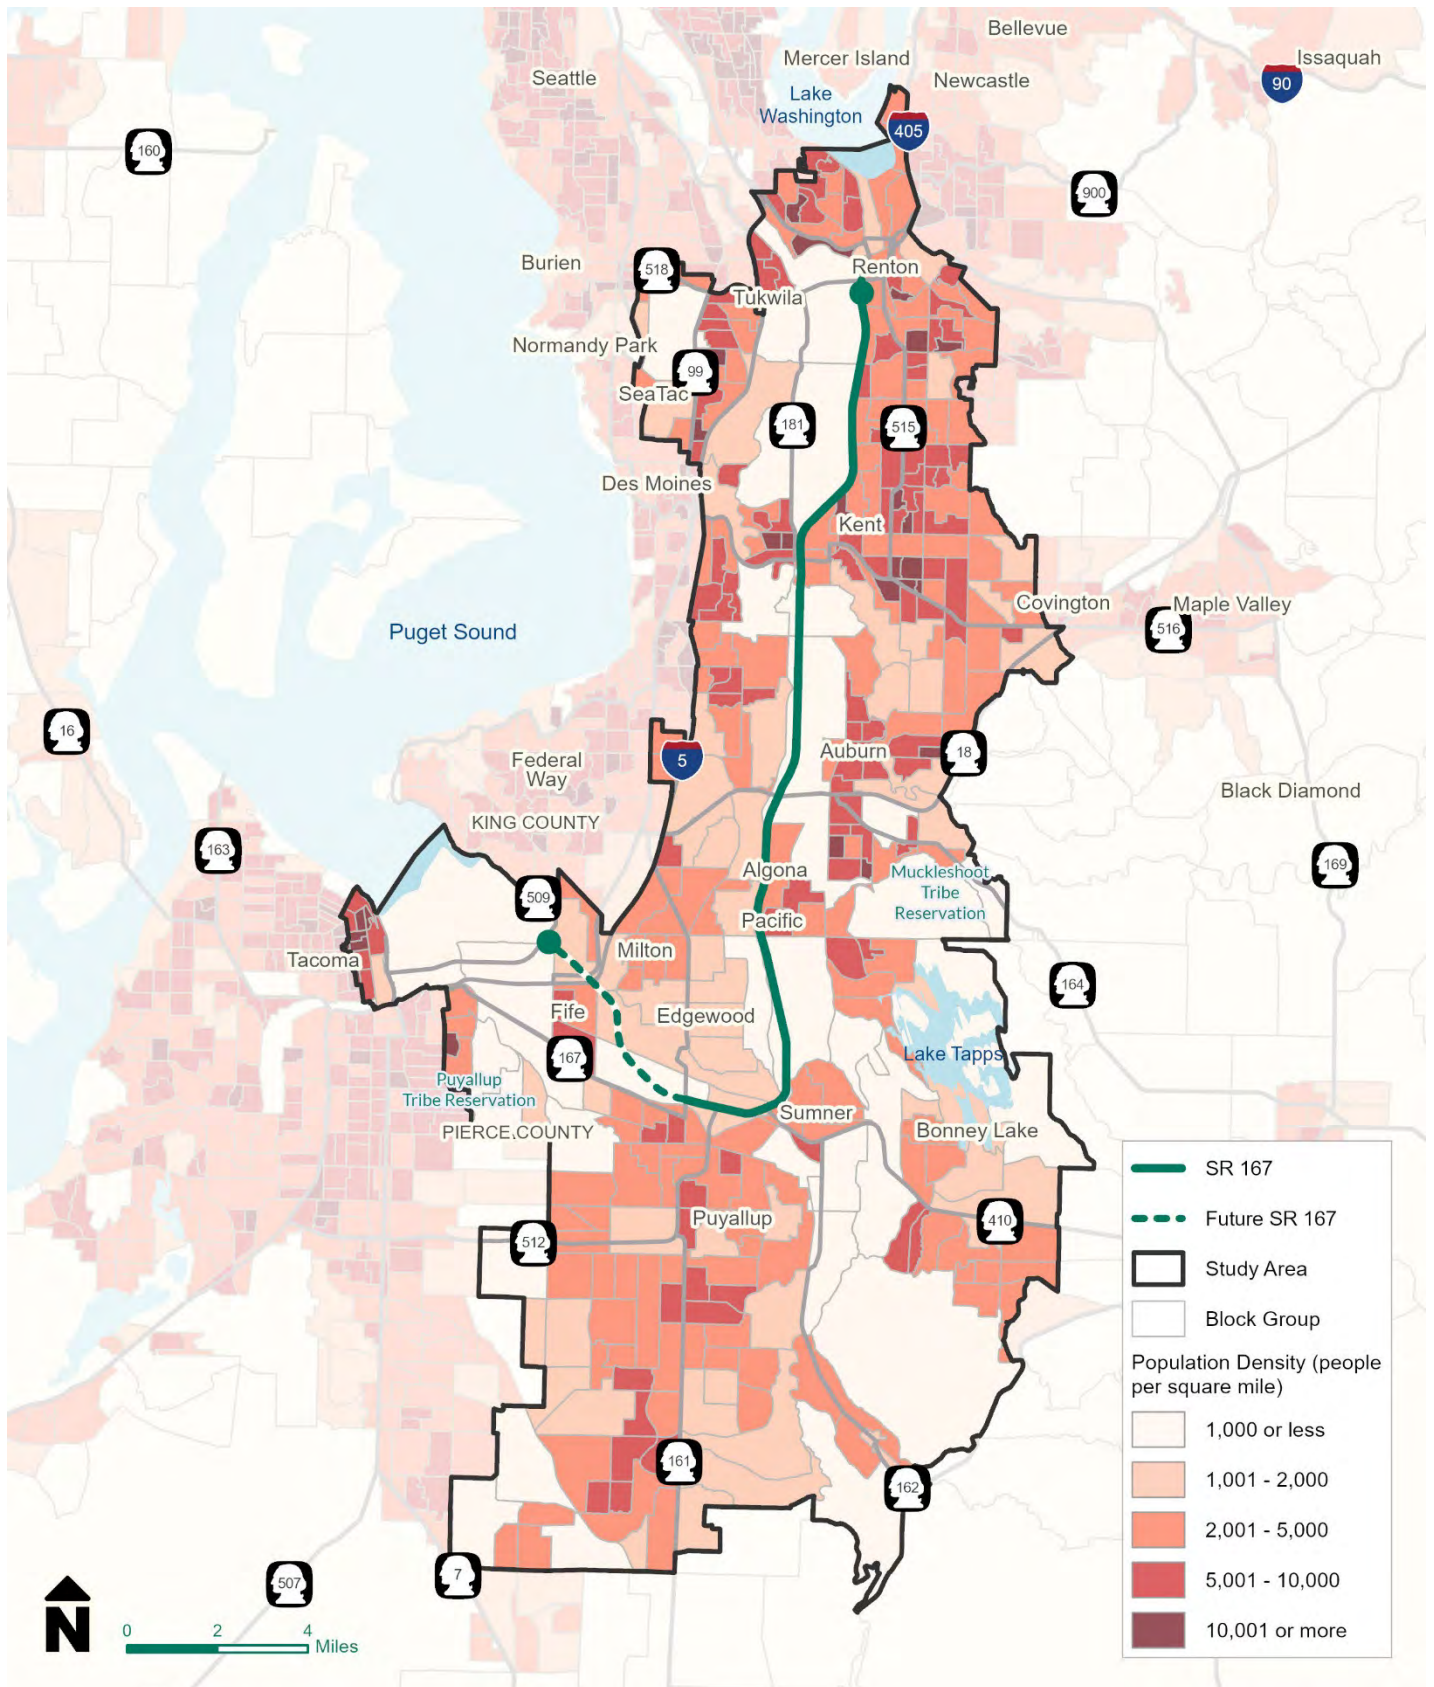 Bellevue
Mercer Island
Issaquah
Seattle
Newcastle
90
Lake
Washington
405
160
900
Burien
518
Renton
Tukwila
Normandy Park
99
SeaTac
181
515
Des Moines
Kent
Covington
Maple Valley
516
Puget Sound
16
Auburn
18
Federal
Way
5
Black Diamond
KING COUNTY
163
169
Algona
Muckleshoot
Tribe
Reservation
509
Pacific
Milton
Tacoma
164
Fife
Edgewood
167
Lake Tapps
Puyallup
Tribe Reservation
Sumner
PIERCE COUNTY
Bonney Lake
Puyallup
410
512
161
162
7
507
N
0 2 4
Miles
SR 167
Future SR 167
Study Area
Block Group
Population Density (people
per square mile)
1,000 or less
1,001 - 2,000
2,001 - 5,000
5,001 - 10,000
10,001 or more